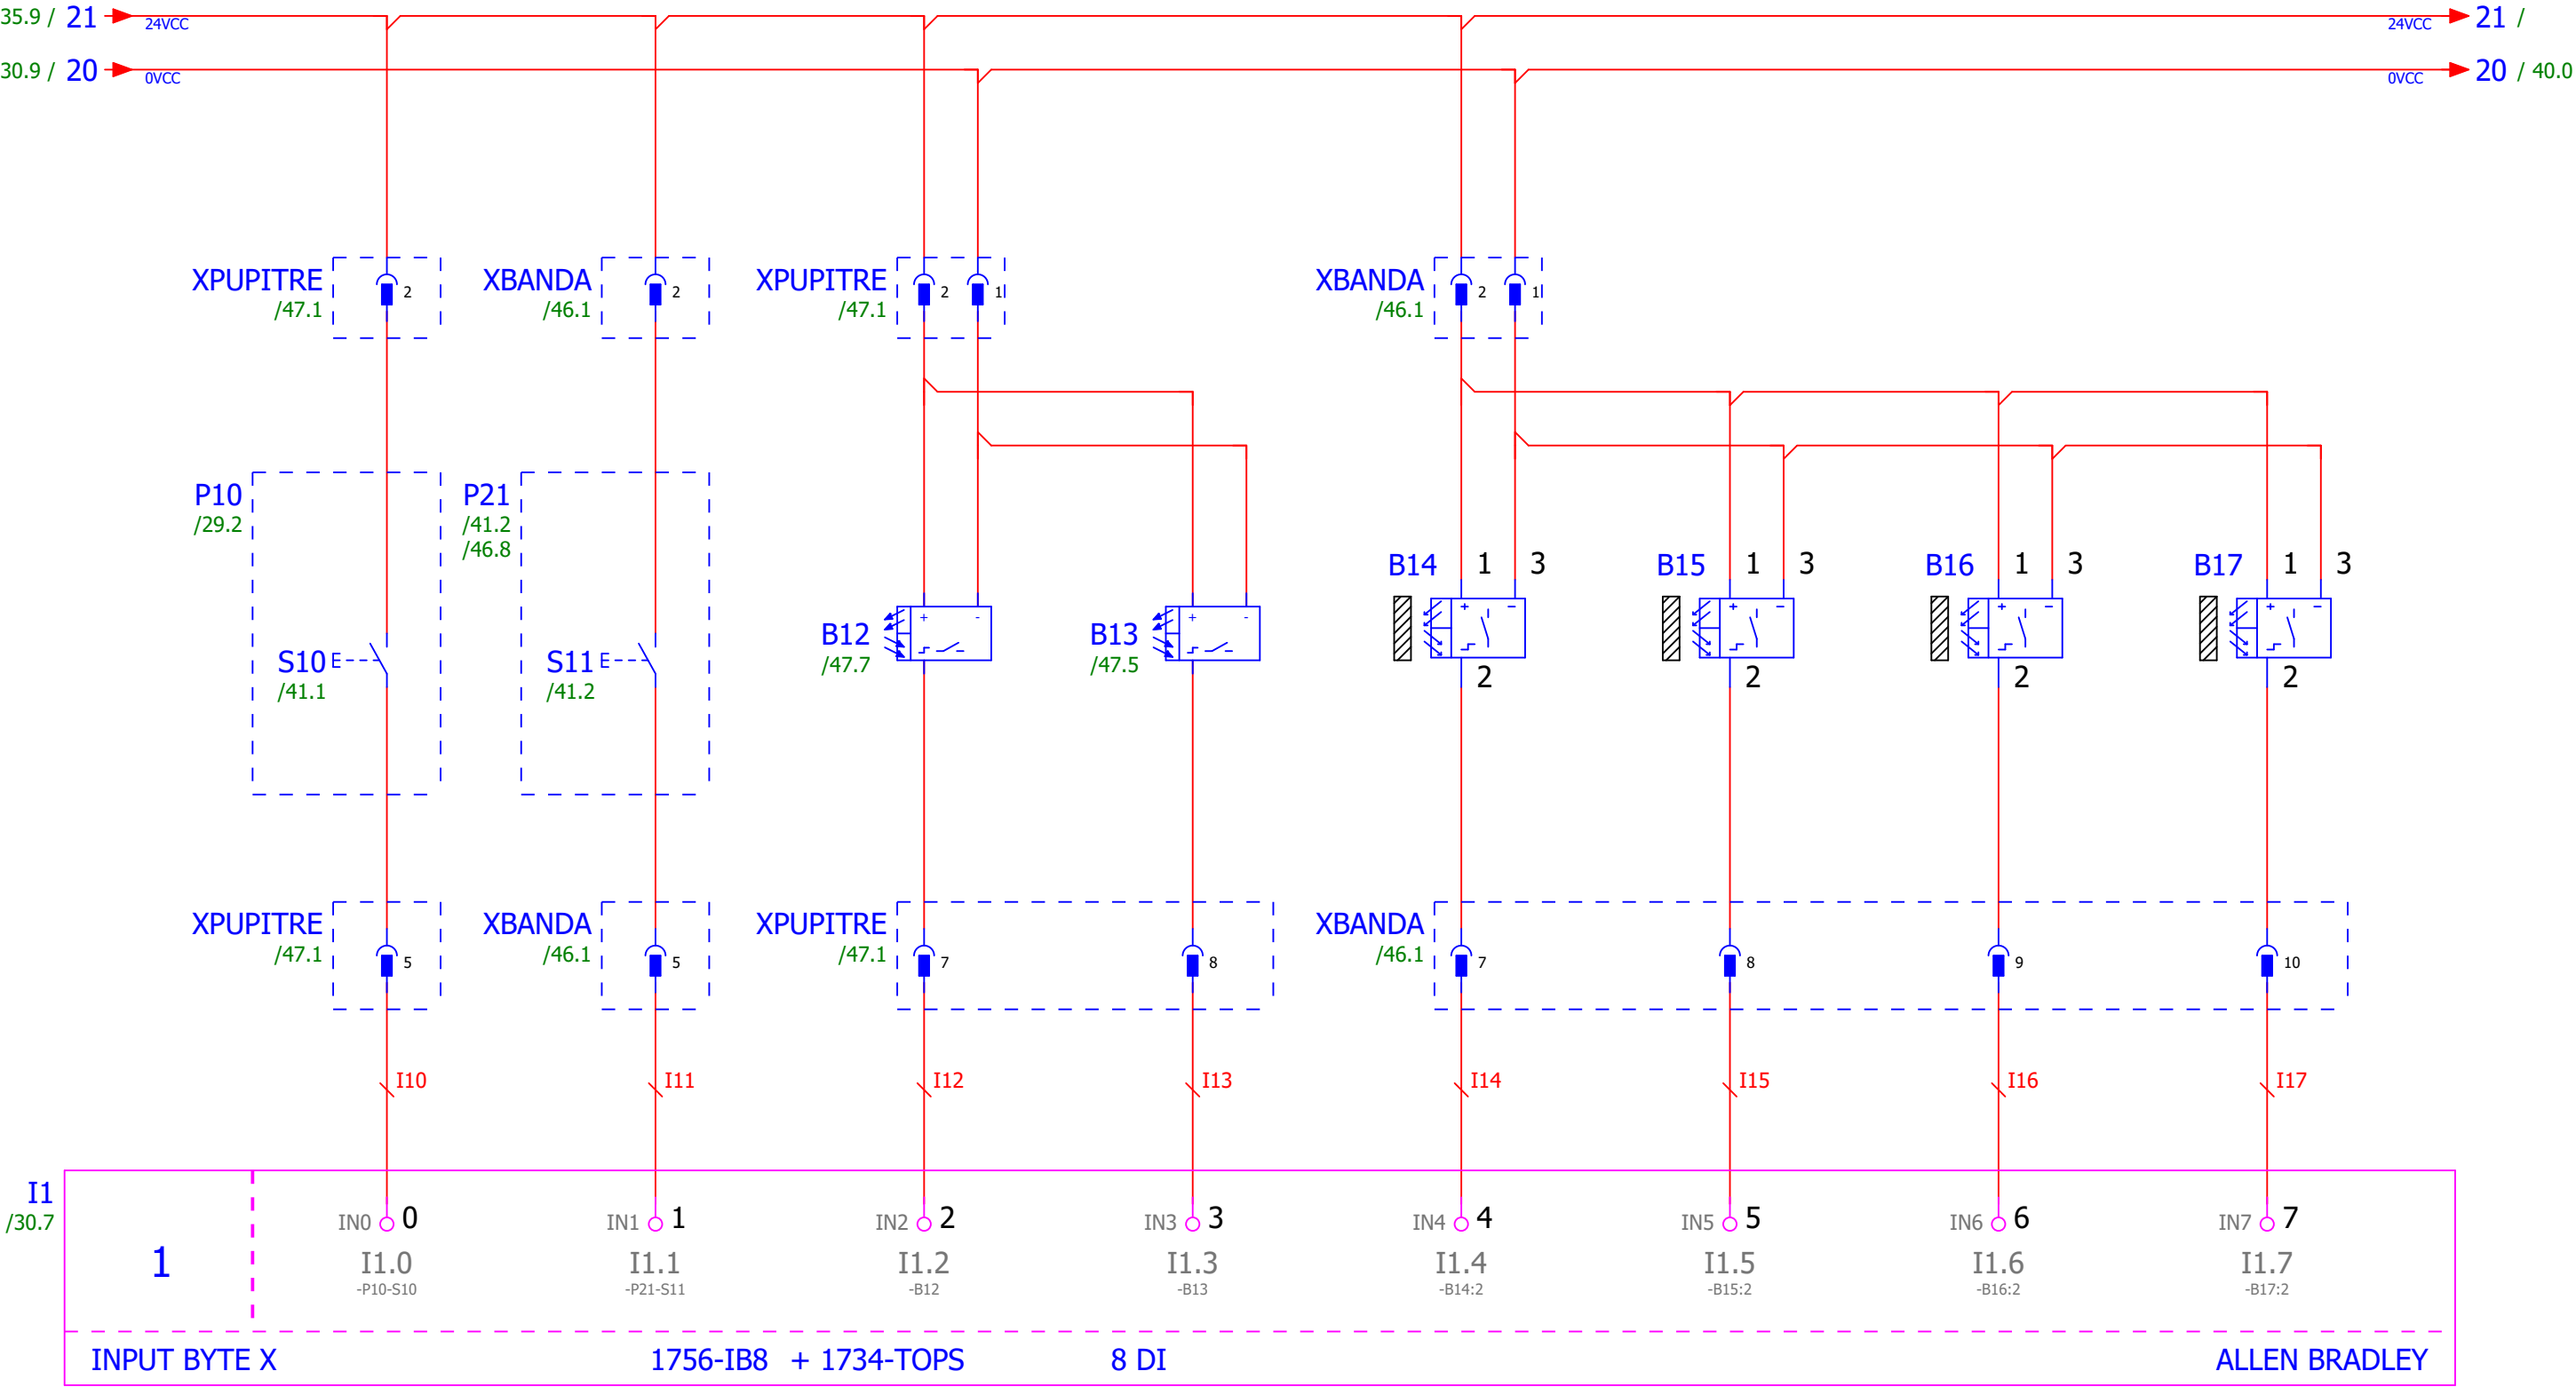 35.9 / 21 24VCC 24VCC 21 /
30.9 / 20 0VCC 0VCC 20 / 40.0
XPUPITRE 2 XBANDA 2 XPUPITRE 2 1 XBANDA 2 1
/47.1 /46.1 /47.1 /46.1
P10 P21
/29.2 /41.2
/46.8
B14 1 3 B15 1 3 B16 1 3 B17 1 3
+ - + - + − + − + − + −
B12 B13
S10 S11
/47.7 /47.5
2 2 2 2
/41.1 /41.2
XPUPITRE XBANDA XPUPITRE XBANDA
/47.1 5 /46.1 5 /47.1 7 8 /46.1 7 8 9 10
I10 I11 I12 I13 I14 I15 I16 I17
I1
/30.7
IN0 0 IN1 1 IN2 2 IN3 3 IN4 4 IN5 5 IN6 6 IN7 7
1 I1.0 I1.1 I1.2 I1.3 I1.4 I1.5 I1.6 I1.7
-P10-S10 -P21-S11 -B12 -B13 -B14:2 -B15:2 -B16:2 -B17:2
INPUT BYTE X 1756-IB8 + 1734-TOPS 8 DI ALLEN BRADLEY